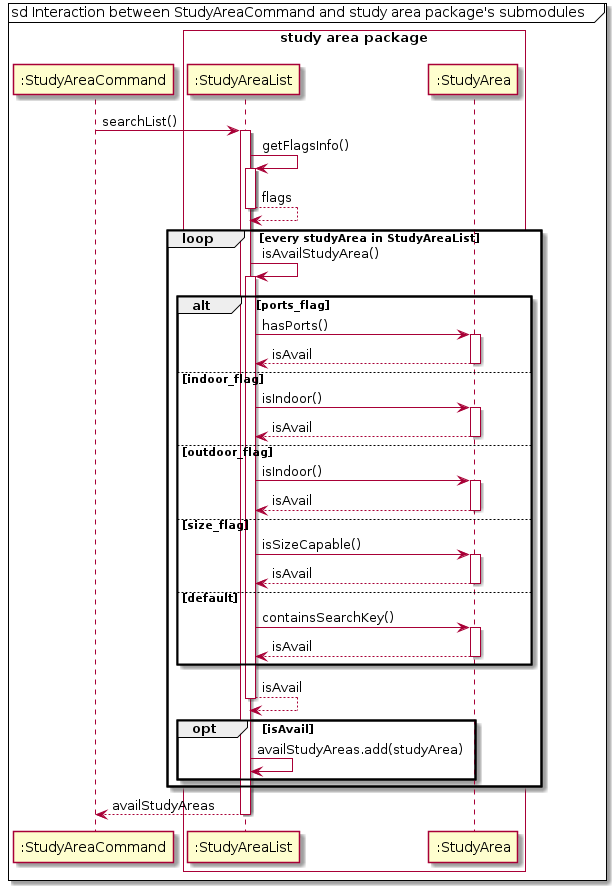 sd Interaction between StudyAreaCommand and study area package's submodules
study area package
:StudyAreaCommand
:StudyAreaList
:StudyArea
searchList()
getFlagsInfo()
flags
loop
[every studyArea in StudyAreaList]
isAvailStudyArea()
alt
[ports_flag]
hasPorts()
isAvail
[indoor_flag]
isIndoor()
isAvail
[outdoor_flag]
isIndoor()
isAvail
[size_flag]
isSizeCapable()
isAvail
[default]
containsSearchKey()
isAvail
isAvail
opt
[isAvail]
availStudyAreas.add(studyArea)
availStudyAreas
:StudyAreaCommand
:StudyAreaList
:StudyArea